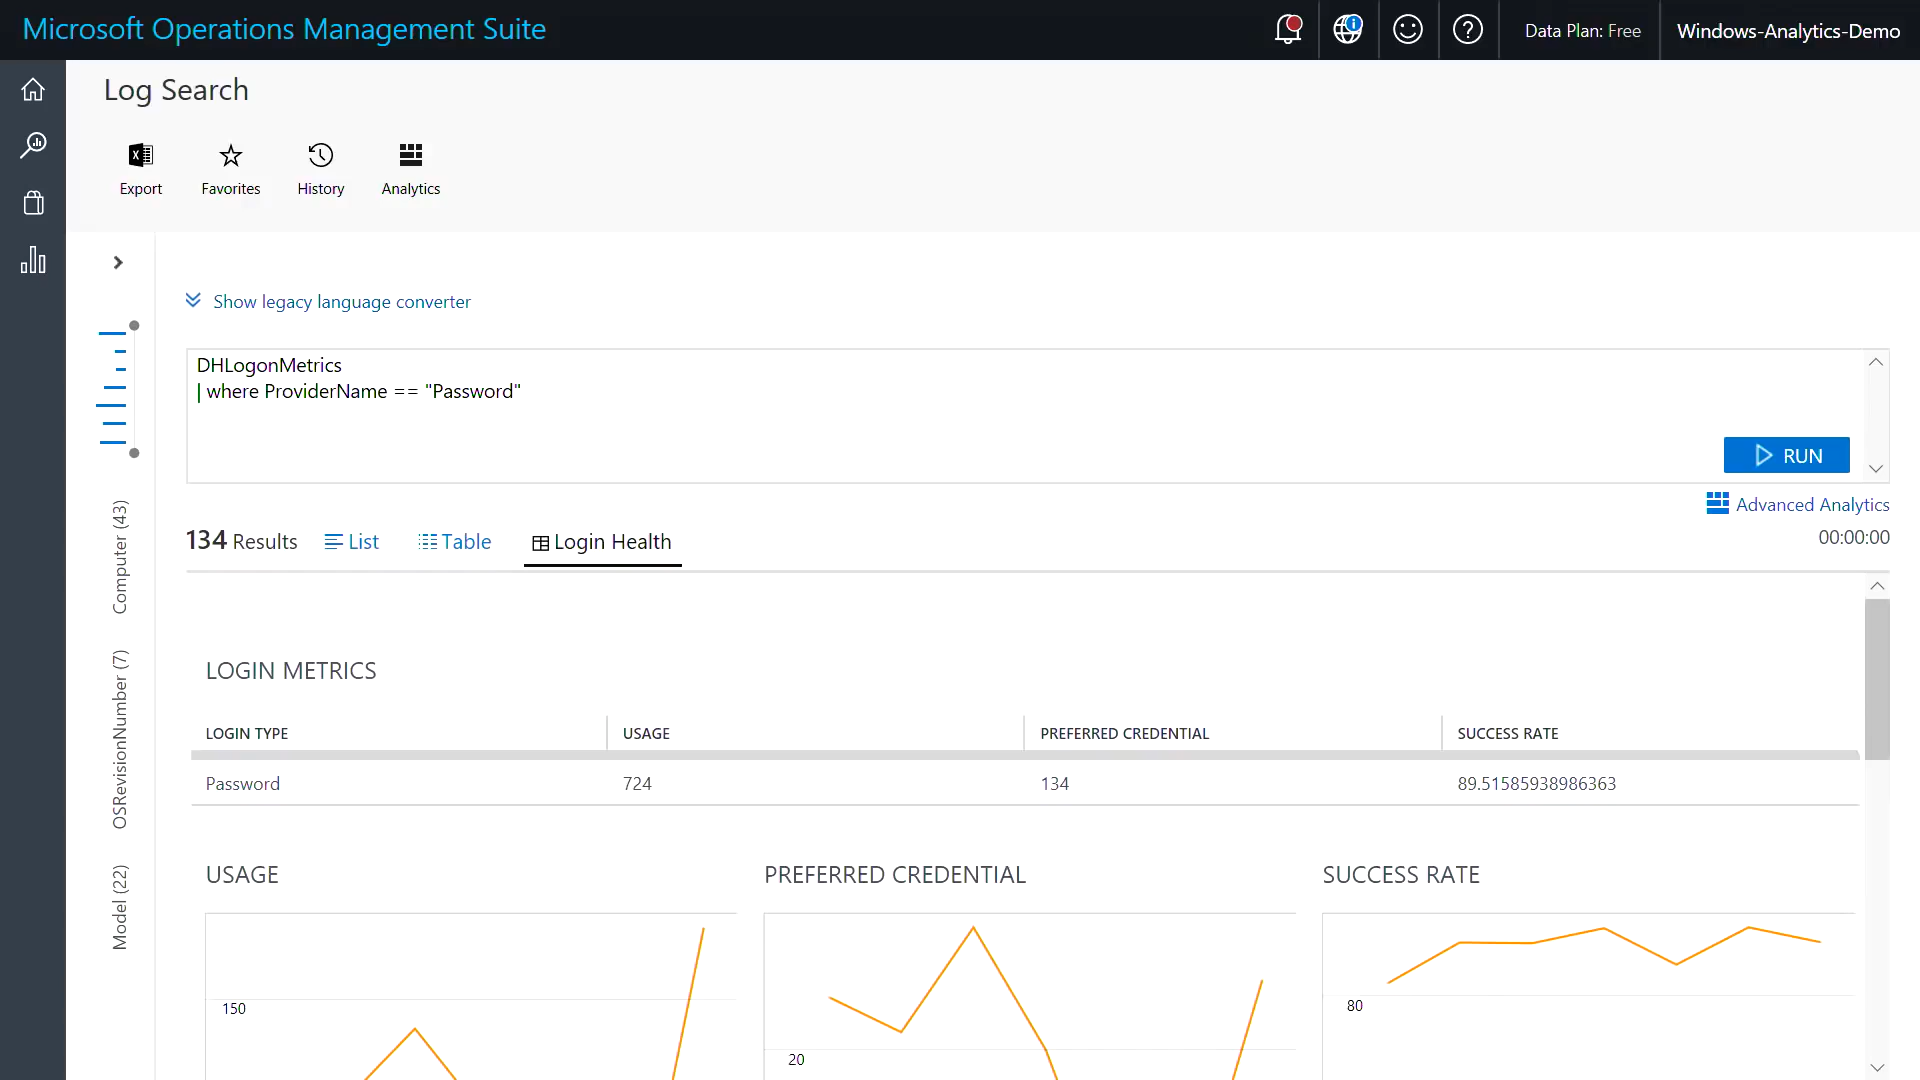 Microsoft Operations Management Suite
Data Plan: Free
Windows-Analytics-Demo
Log Search
Export
Favorites
History
Analytics
Show legacy language converter
DHLogonMetrics
| where ProviderName == "Password"
RUN
Advanced Analytics
00:00:00
134 Results
List
Table
Login Health
Computer (43)
OSRevisionNumber (7)
Model (22)
LOGIN METRICS
LOGIN TYPE
USAGE
PREFERRED CREDENTIAL
SUCCESS RATE
Password
724
134
89.51585938986363
USAGE
PREFERRED CREDENTIAL
SUCCESS RATE
150
20
80